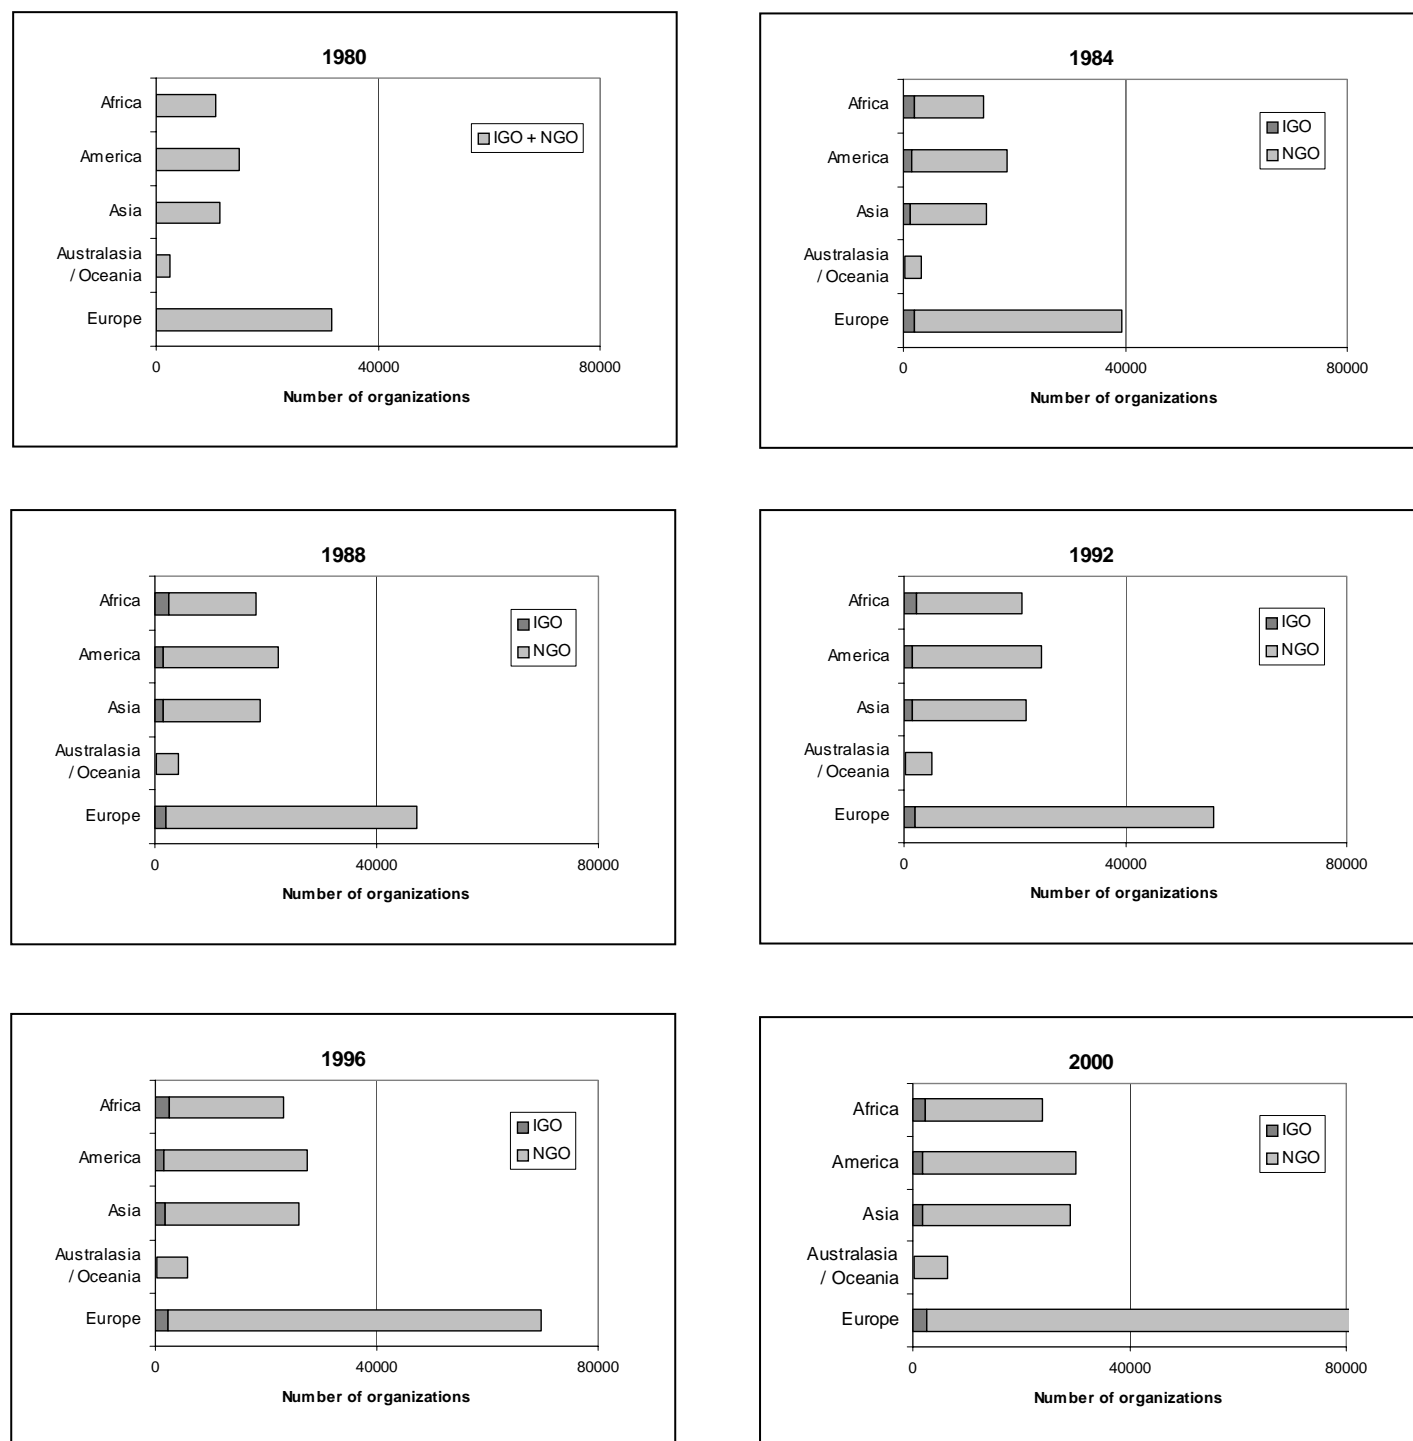 1980
Africa
America
Asia
Australasia
/ Oceania
Europe
IGO + NGO
0 40000 80000
Number of organizations
1984
Africa
America
Asia
Australasia
/ Oceania
Europe
IGO
NGO
0 40000 80000
Number of organizations
1988
Africa
America
Asia
Australasia
/ Oceania
Europe
IGO
NGO
0 40000 80000
Number of organizations
1992
Africa
America
Asia
Australasia
/ Oceania
Europe
IGO
NGO
0 40000 80000
Number of organizations
1996
Africa
America
Asia
Australasia
/ Oceania
Europe
IGO
NGO
0 40000 80000
Number of organizations
2000
Africa
America
Asia
Australasia
/ Oceania
Europe
IGO
NGO
0 40000 80000
Number of organizations